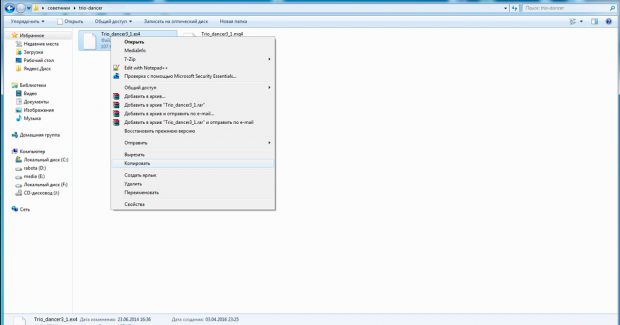 советники ▸ trio-dancer
Поиск: trio-dancer
Упорядочить ▾ Открыть Общий доступ ▾ Записать на оптический диск Новая папка
Избранное
Недавние места
Загрузки
Рабочий стол
Яндекс.Диск
Библиотеки
Видео
Документы
Изображения
Музыка
Домашняя группа
Компьютер
Локальный диск (C:)
rabota (D:)
media (E:)
Локальный диск (F:)
CD-дисковод (I:)
Сеть
Trio_dancer3_1.ex4
Trio_dancer3_1.mq4
Открыть
MediaInfo
7-Zip
Edit with Notepad++
Проверка с помощью Microsoft Security Essentials...
Общий доступ
Добавить в архив...
Добавить в архив "Trio_dancer3_1.rar"
Добавить в архив и отправить по e-mail...
Добавить в архив "Trio_dancer3_1.rar" и отправить по e-mail
Восстановить прежнюю версию
Отправить
Вырезать
Копировать
Создать ярлык
Удалить
Переименовать
Свойства
Trio_dancer3_1.ex4 Дата изменения: 23.06.2014 16:36 Дата создания: 03.04.2016 23:25